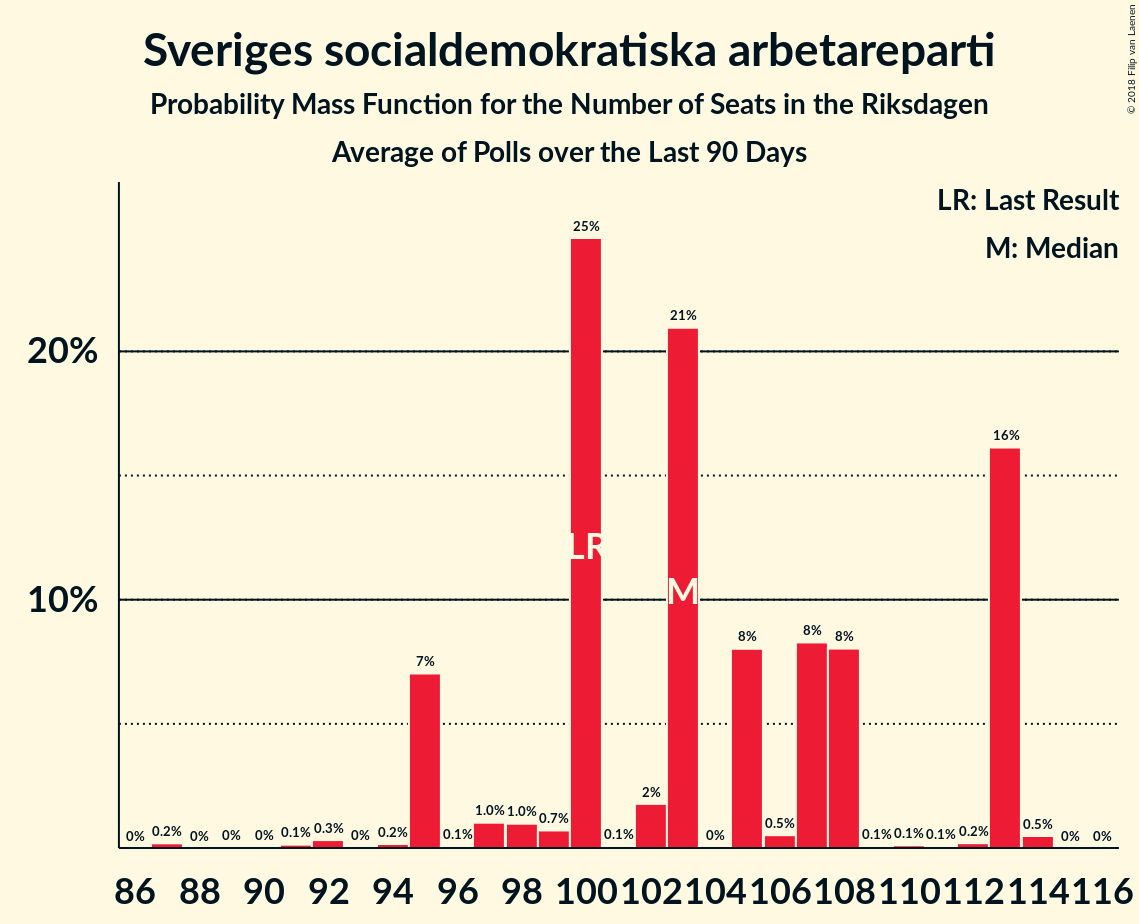 Sveriges socialdemokratiska arbetareparti
Probability Mass Function for the Number of Seats in the Riksdagen
Average of Polls over the Last 90 Days
© 2018 Filip van Laenen
LR: Last Result
M: Median
20%
10%
0% 0.2% 0% 0% 0% 0.1% 0.3% 0% 0.2% 7% 0.1% 1.0% 1.0% 0.7% 25% 0.1% 2% 21% 0% 8% 0.5% 8% 8% 0.1% 0.1% 0.1% 0.2% 16% 0.5% 0% 0%
LR
M
86 88 90 92 94 96 98 100 102 104 106 108 110 112 114 116